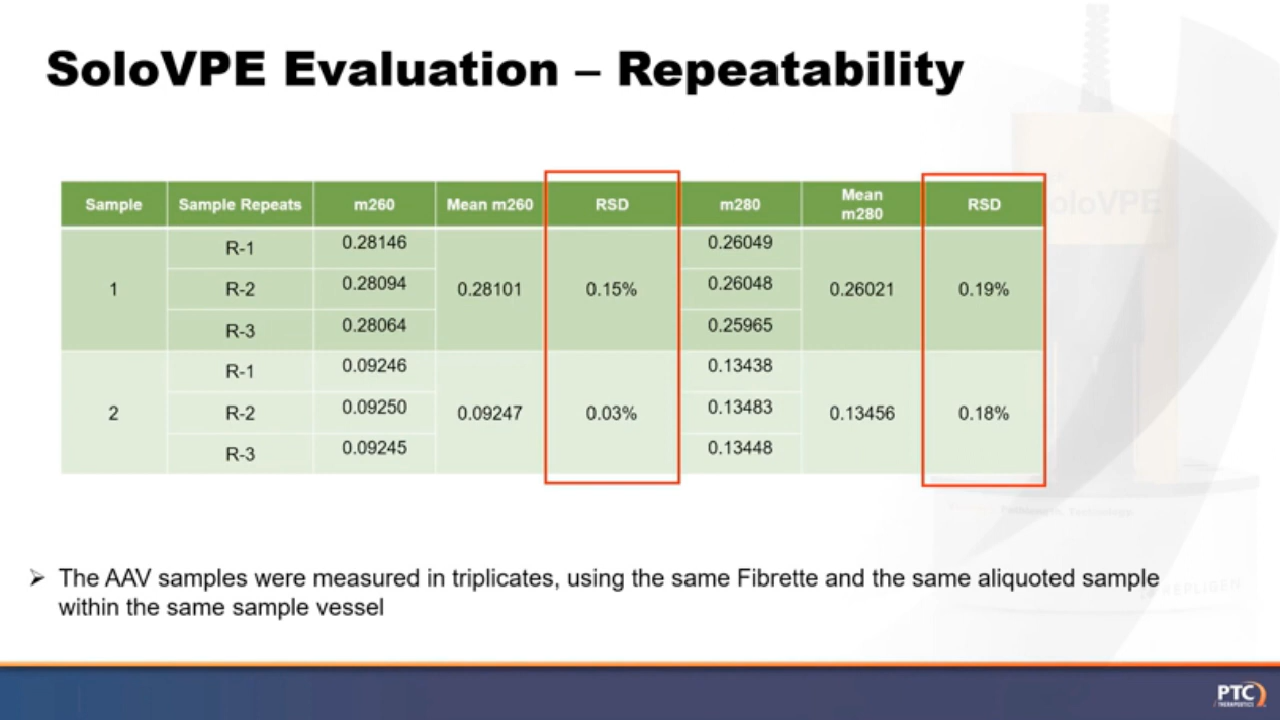 SoloVPE Evaluation – Repeatability
Sample Sample Repeats m260 Mean m260 RSD m280 Mean m280 RSD
1 R-1 0.28146 0.28101 0.15% 0.26049 0.26021 0.19%
R-2 0.28094 0.26048
R-3 0.28064 0.25965
2 R-1 0.09246 0.09247 0.03% 0.13438 0.13456 0.18%
R-2 0.09250 0.13483
R-3 0.09245 0.13448
➢ The AAV samples were measured in triplicates, using the same Fibrette and the same aliquoted sample
within the same sample vessel
oloVPE
REPLIGEN
PTC
THERAPEUTICS